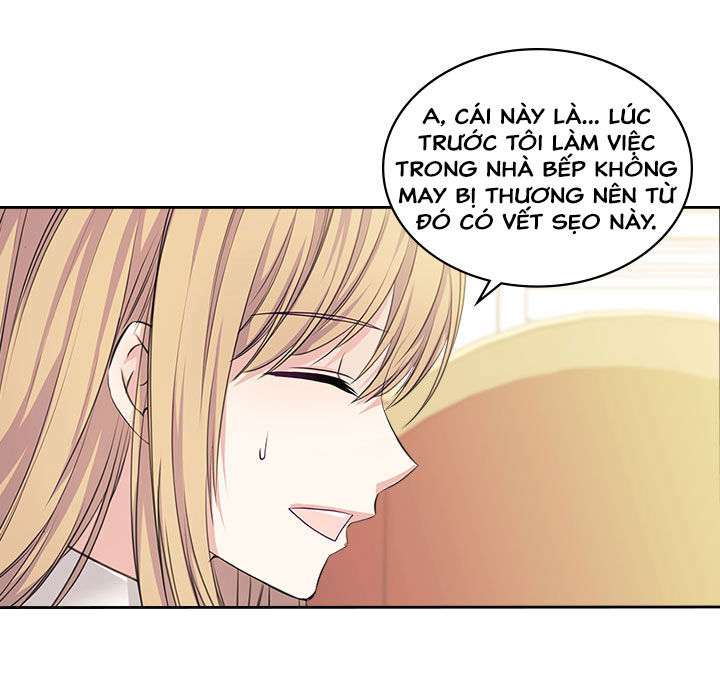 A, CÁI NÀY LÀ... LÚC
TRƯỚC TÔI LÀM VIỆC
TRONG NHÀ BẾP KHÔNG
MAY BỊ THƯƠNG NÊN TỪ
ĐÓ CÓ VẾT SẸO NÀY.